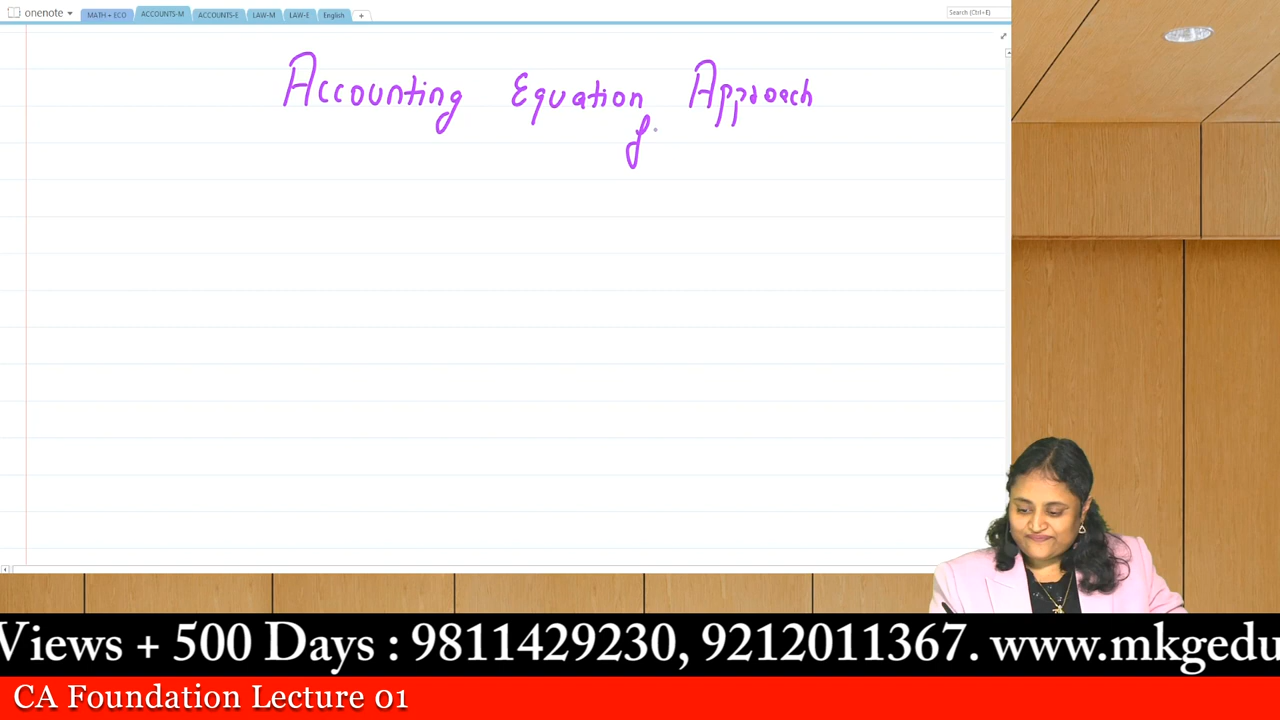 onenote
MATH + ECO ACCOUNTS-M ACCOUNTS-E LAW-M LAW-E English +
Search (Ctrl+E)
Accounting Equation Approach
Views + 500 Days : 9811429230, 9212011367. www.mkgedu
CA Foundation Lecture 01